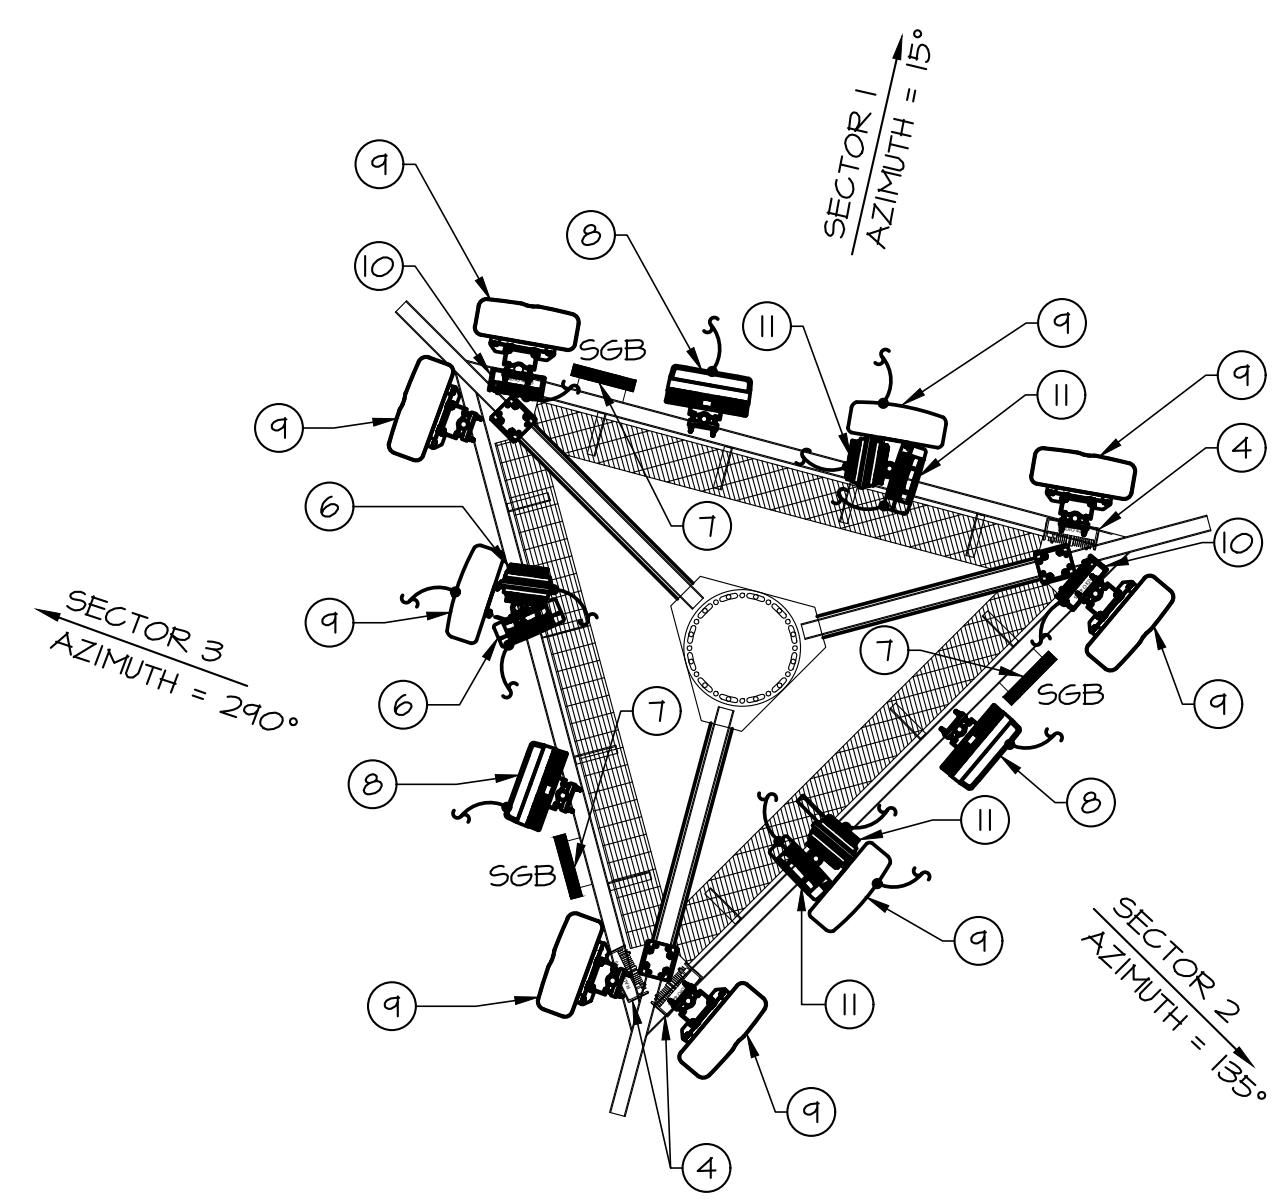 SECTOR 1
AZIMUTH = 15°
9
8
10
SGB
11
9
9
11
9
4
6
7
10
9
7
SECTOR 3
AZIMUTH = 290°
6
7
SGB
9
8
8
11
SGB
9
SECTOR 2
AZIMUTH = 135°
9
11
9
4